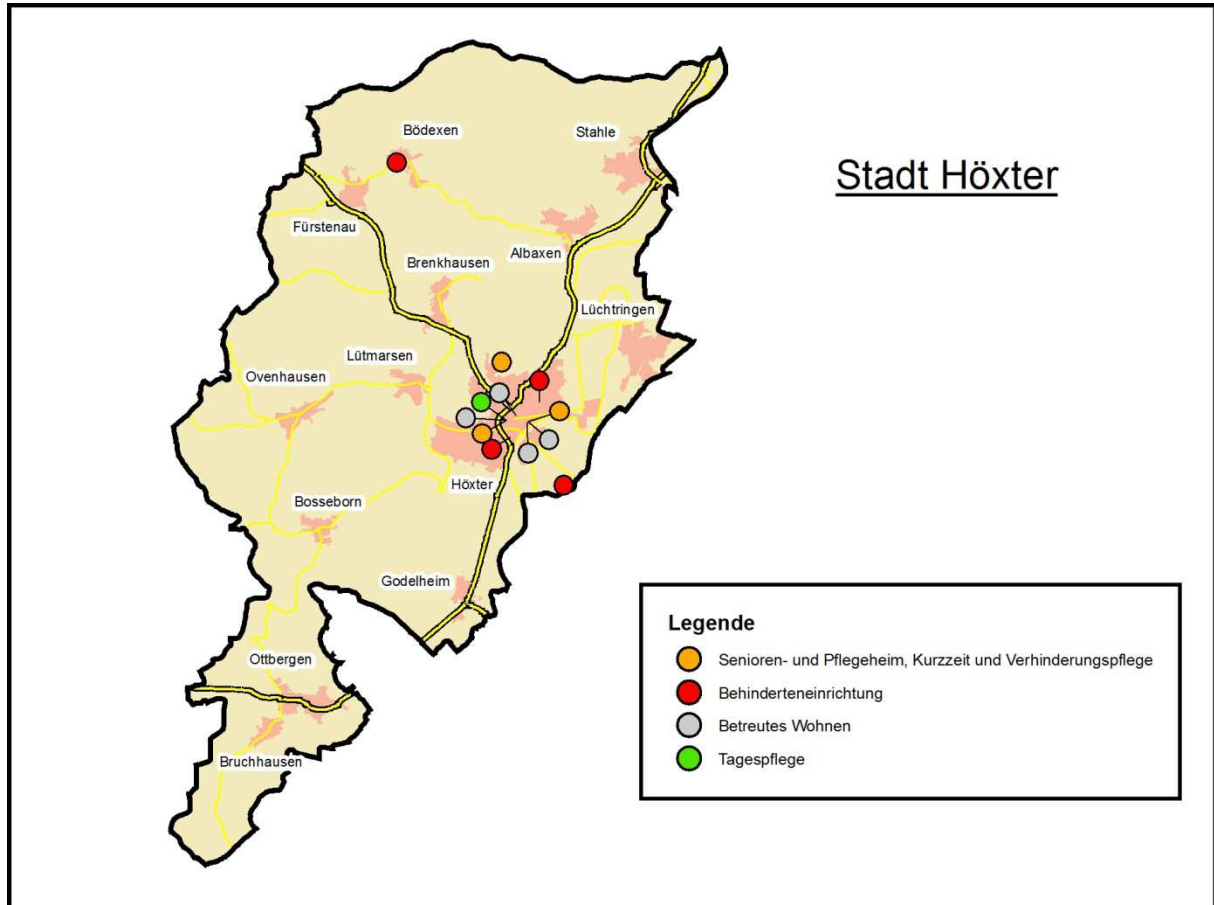 Stadt Höxter
Bödexen
Stahle
Fürstenau
Albaxen
Brenkhausen
Lüchtringen
Lütmarsen
Ovenhausen
Höxter
Bosseborn
Godelheim
Ottbergen
Bruchhausen
Legende
Senioren- und Pflegeheim, Kurzzeit und Verhinderungspflege
Behinderteneinrichtung
Betreutes Wohnen
Tagespflege